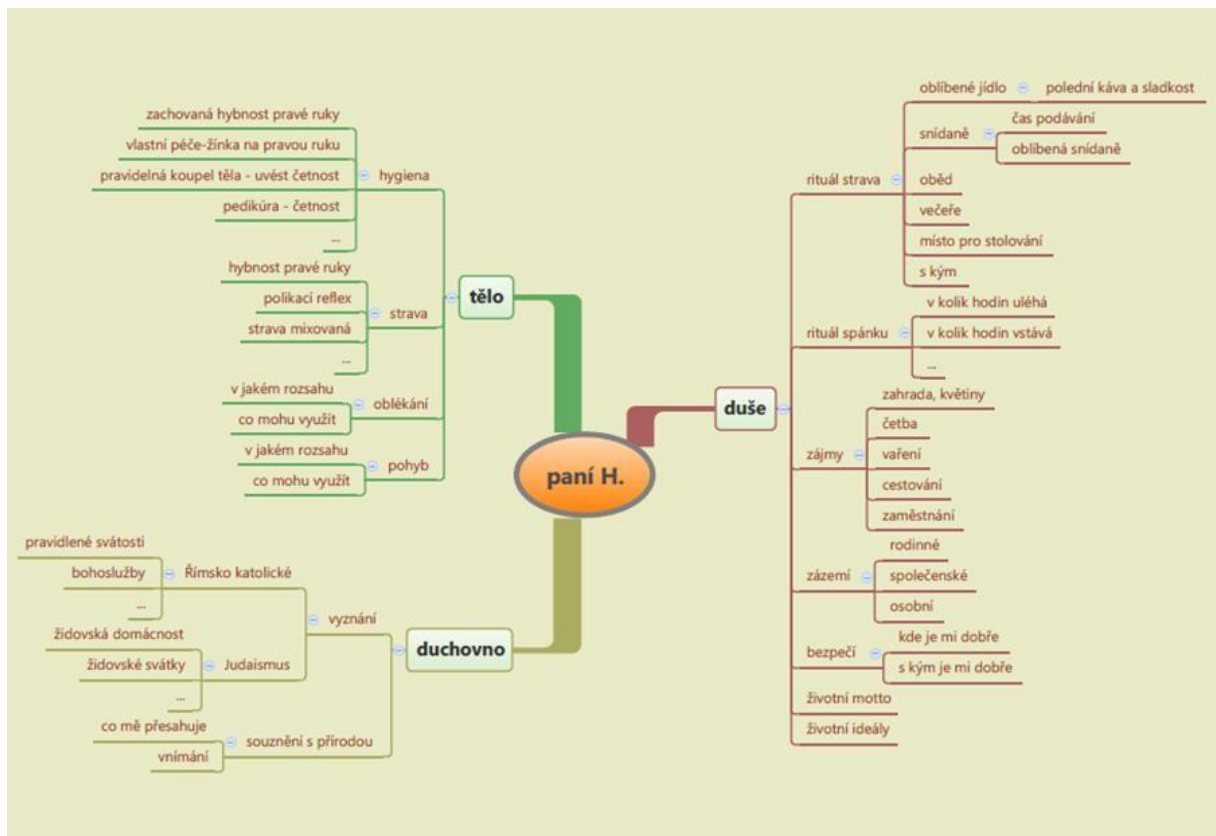 paní H.
tělo
hygiena
zachovaná hybnost pravé ruky
vlastní péče-žínka na pravou ruku
pravidelná koupel těla - uvést četnost
pedikúra - četnost
...
strava
hybnost pravé ruky
polikací reflex
strava mixovaná
...
oblékání
v jakém rozsahu
co mohu využít
pohyb
v jakém rozsahu
co mohu využít
duchovno
vyznání
Římsko katolické
pravidlené svátosti
bohoslužby
...
Judaismus
židovská domácnost
židovské svátky
...
souznění s přírodou
co mě přesahuje
vnímání
duše
rituál strava
oblíbené jídlo
polední káva a sladkost
snídaně
čas podávání
oblíbená snídaně
oběd
večeře
místo pro stolování
s kým
rituál spánku
v kolik hodin uléhá
v kolik hodin vstává
...
zájmy
zahrada, květiny
četba
vaření
cestování
zaměstnání
zázemí
rodinné
společenské
osobní
bezpečí
kde je mi dobře
s kým je mi dobře
životní motto
životní ideály